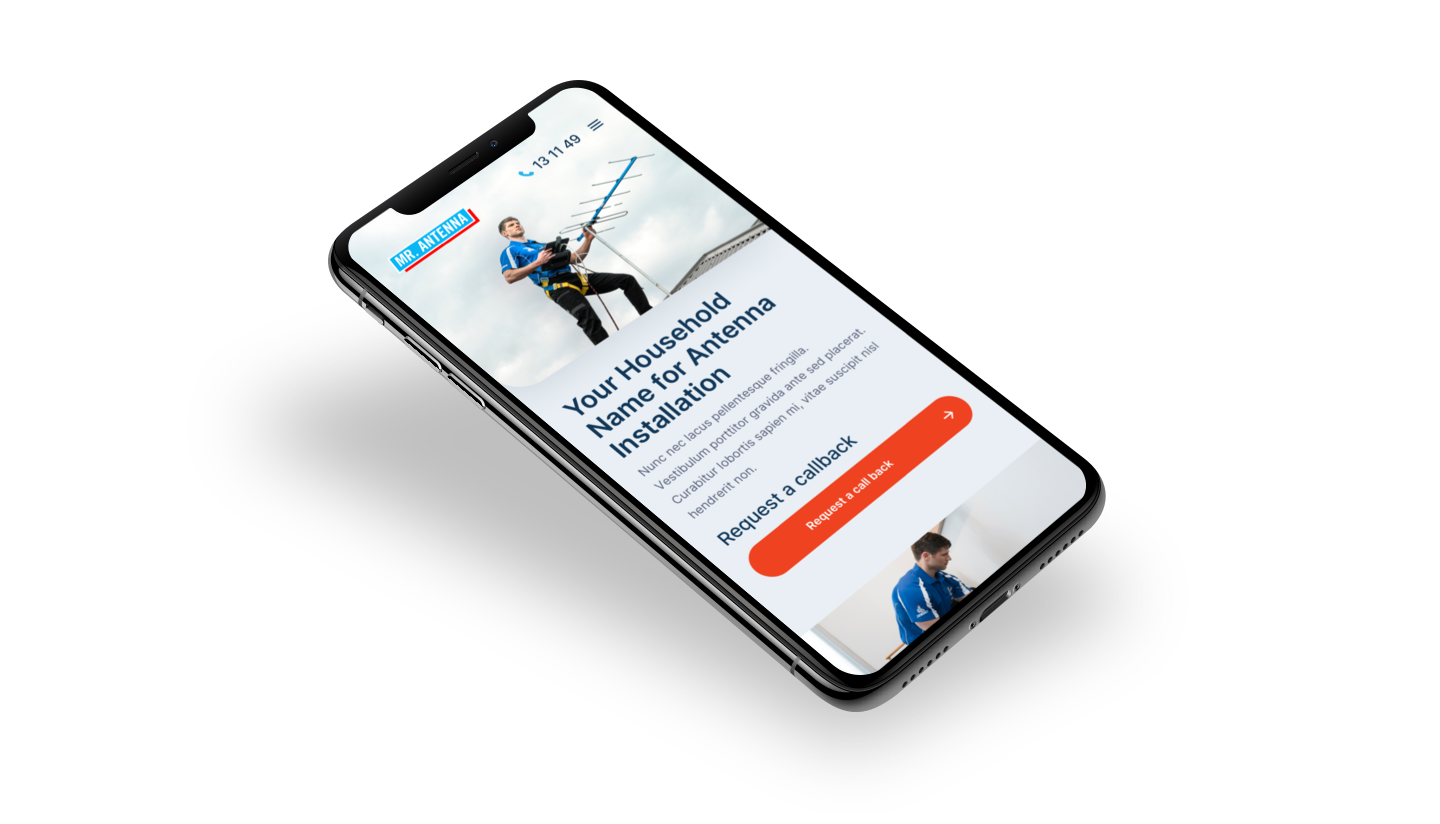 13 11 49
MR. ANTENNA
Your Household
Name for Antenna
Installation
Nunc nec lacus pellentesque fringilla.
Vestibulum porttitor gravida ante sed placerat.
Curabitur lobortis sapien mi, vitae suscipit nisl
hendrerit non.
Request a callback
Request a call back